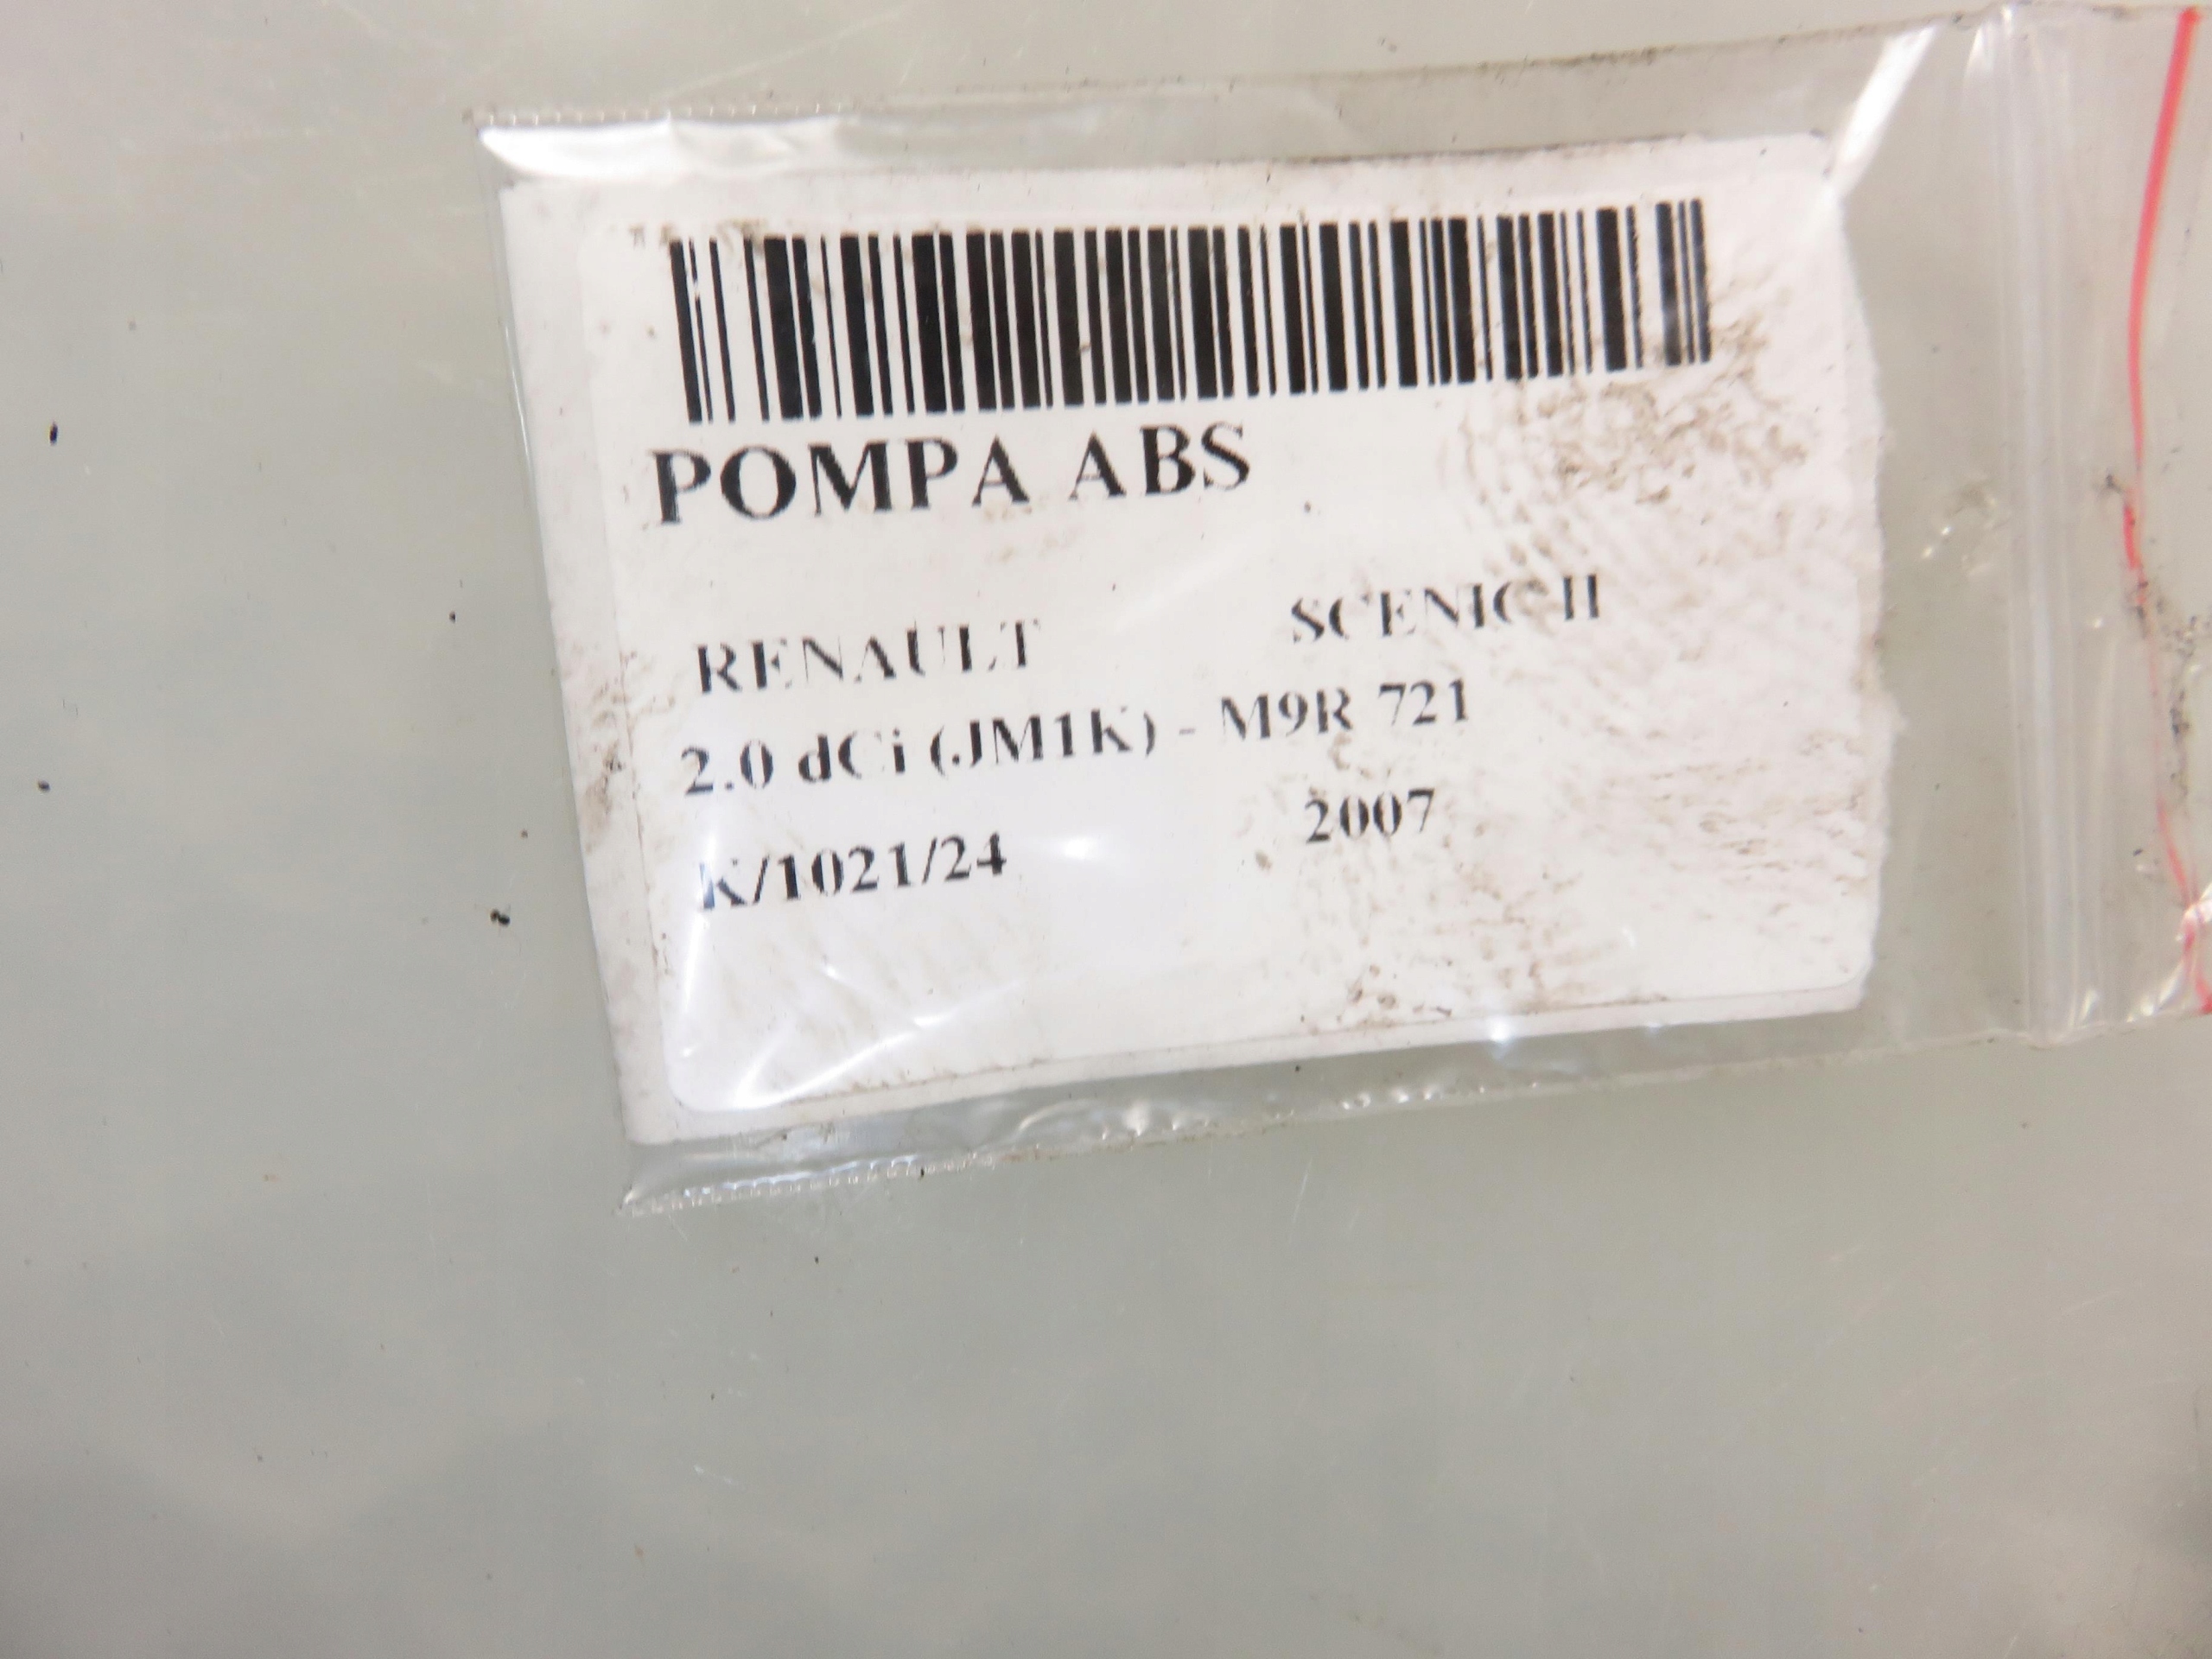 POMPA ABS
RENAULT SCENIC II
2.0 dCi (JM1K) - M9R 721
K/1021/24 2007